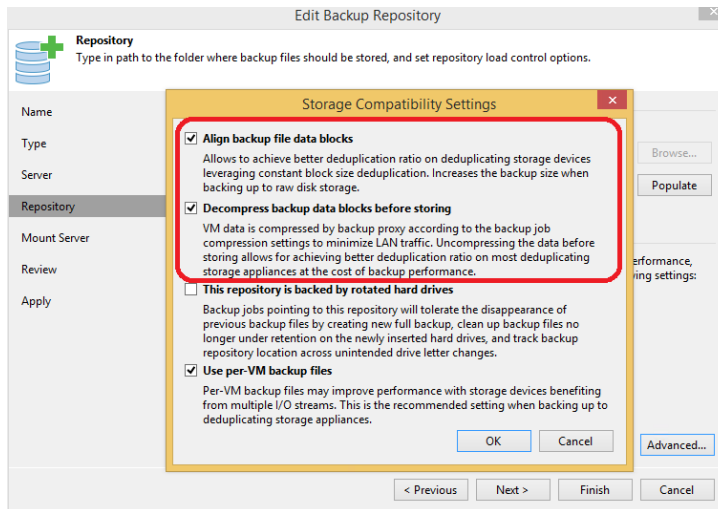 Edit Backup Repository
Repository
Type in path to the folder where backup files should be stored, and set repository load control options.
Name
Type
Server
Repository
Mount Server
Review
Apply
Storage Compatibility Settings
Align backup file data blocks
Allows to achieve better deduplication ratio on deduplicating storage devices
leveraging constant block size deduplication. Increases the backup size when
backing up to raw disk storage.
Decompress backup data blocks before storing
VM data is compressed by backup proxy according to the backup job
compression settings to minimize LAN traffic. Uncompressing the data before
storing allows for achieving better deduplication ratio on most deduplicating
storage appliances at the cost of backup performance.
This repository is backed by rotated hard drives
Backup jobs pointing to this repository will tolerate the disappearance of
previous backup files by creating new full backup, clean up backup files no
longer under retention on the newly inserted hard drives, and track backup
repository location across unintended drive letter changes.
Use per-VM backup files
Per-VM backup files may improve performance with storage devices benefiting
from multiple I/O streams. This is the recommended setting when backing up to
deduplicating storage appliances.
OK
Cancel
Browse...
Populate
erformance,
ing settings:
Advanced...
< Previous
Next >
Finish
Cancel